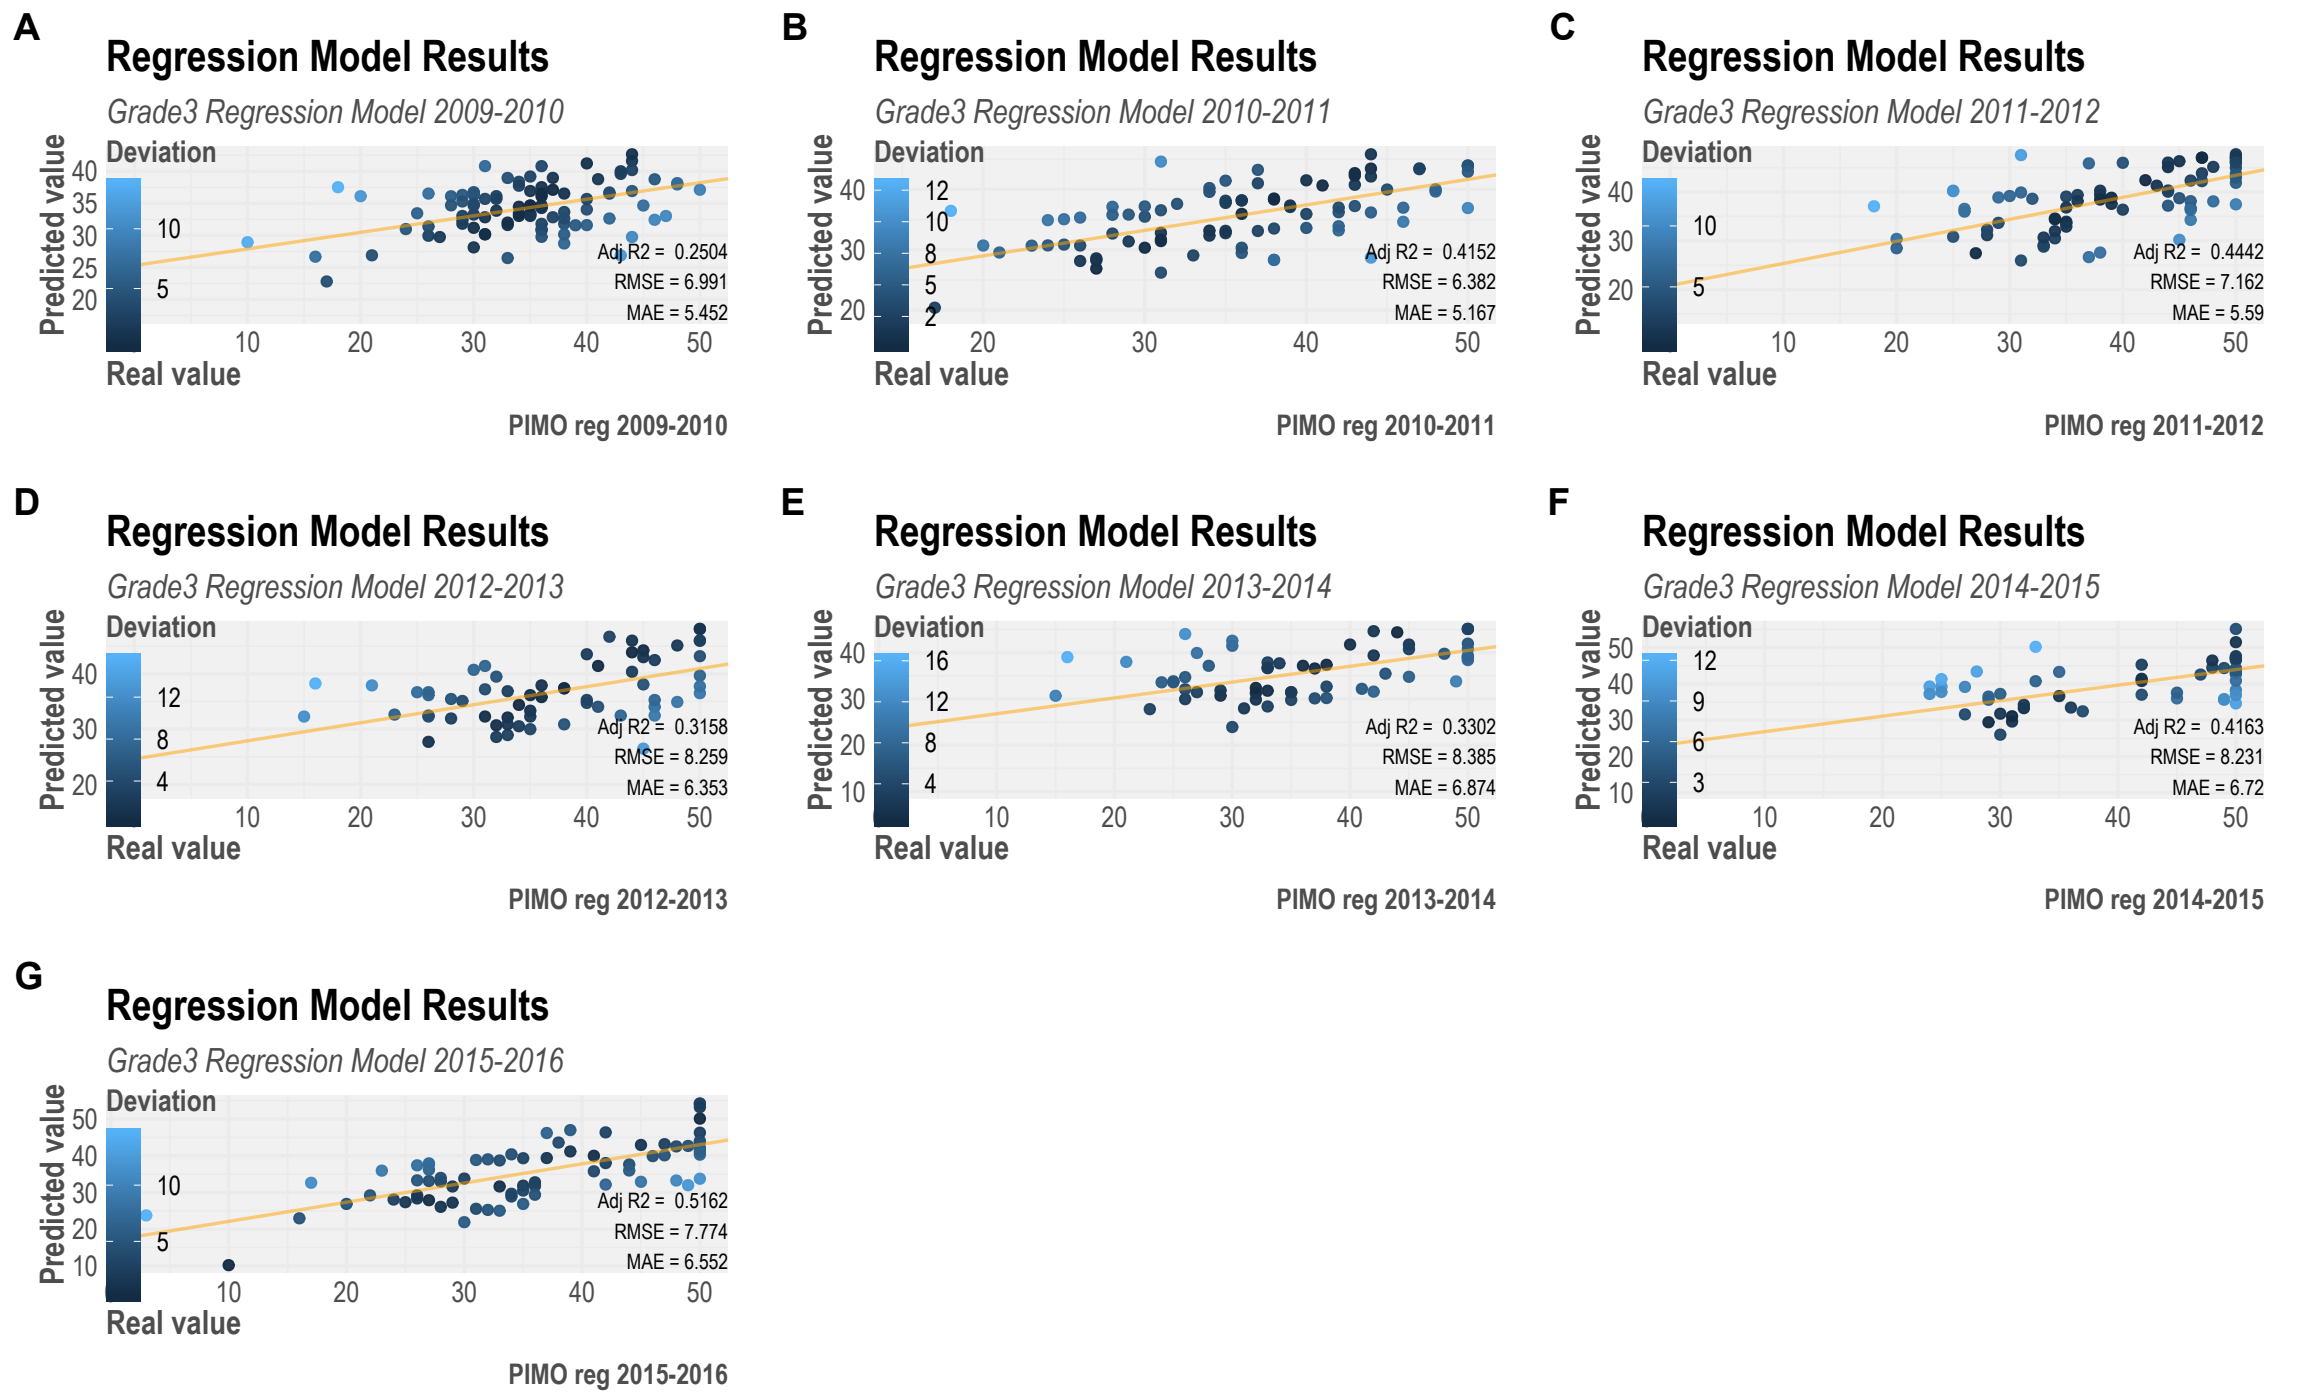 A
Regression Model Results
Grade3 Regression Model 2009-2010
Deviation
Predicted value
40
35
30
25
20
10
5
Adj R2 = 0.2504
RMSE = 6.991
MAE = 5.452
10 20 30 40 50
Real value
PIMO reg 2009-2010
B
Regression Model Results
Grade3 Regression Model 2010-2011
Deviation
Predicted value
40
30
20
12
10
8
5
2
Adj R2 = 0.4152
RMSE = 6.382
MAE = 5.167
20 30 40 50
Real value
PIMO reg 2010-2011
C
Regression Model Results
Grade3 Regression Model 2011-2012
Deviation
Predicted value
40
30
20
10
5
Adj R2 = 0.4442
RMSE = 7.162
MAE = 5.59
10 20 30 40 50
Real value
PIMO reg 2011-2012
D
Regression Model Results
Grade3 Regression Model 2012-2013
Deviation
Predicted value
40
30
20
12
8
4
Adj R2 = 0.3158
RMSE = 8.259
MAE = 6.353
10 20 30 40 50
Real value
PIMO reg 2012-2013
E
Regression Model Results
Grade3 Regression Model 2013-2014
Deviation
Predicted value
40
30
20
10
16
12
8
4
Adj R2 = 0.3302
RMSE = 8.385
MAE = 6.874
10 20 30 40 50
Real value
PIMO reg 2013-2014
F
Regression Model Results
Grade3 Regression Model 2014-2015
Deviation
Predicted value
50
40
30
20
10
12
9
6
3
Adj R2 = 0.4163
RMSE = 8.231
MAE = 6.72
10 20 30 40 50
Real value
PIMO reg 2014-2015
G
Regression Model Results
Grade3 Regression Model 2015-2016
Deviation
Predicted value
50
40
30
20
10
10
5
Adj R2 = 0.5162
RMSE = 7.774
MAE = 6.552
10 20 30 40 50
Real value
PIMO reg 2015-2016